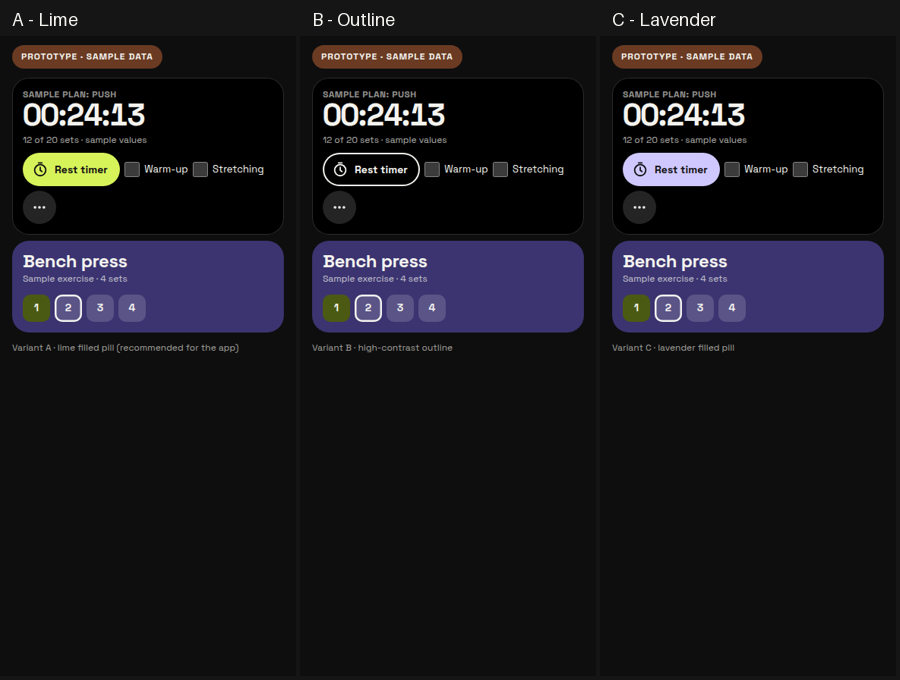 A - Lime
PROTOTYPE · SAMPLE DATA
SAMPLE PLAN: PUSH
00:24:13
12 of 20 sets · sample values
Rest timer Warm-up Stretching
•••
Bench press
Sample exercise · 4 sets
1 2 3 4
Variant A · lime filled pill (recommended for the app)
B - Outline
PROTOTYPE · SAMPLE DATA
SAMPLE PLAN: PUSH
00:24:13
12 of 20 sets · sample values
Rest timer Warm-up Stretching
•••
Bench press
Sample exercise · 4 sets
1 2 3 4
Variant B · high-contrast outline
C - Lavender
PROTOTYPE · SAMPLE DATA
SAMPLE PLAN: PUSH
00:24:13
12 of 20 sets · sample values
Rest timer Warm-up Stretching
•••
Bench press
Sample exercise · 4 sets
1 2 3 4
Variant C · lavender filled pill